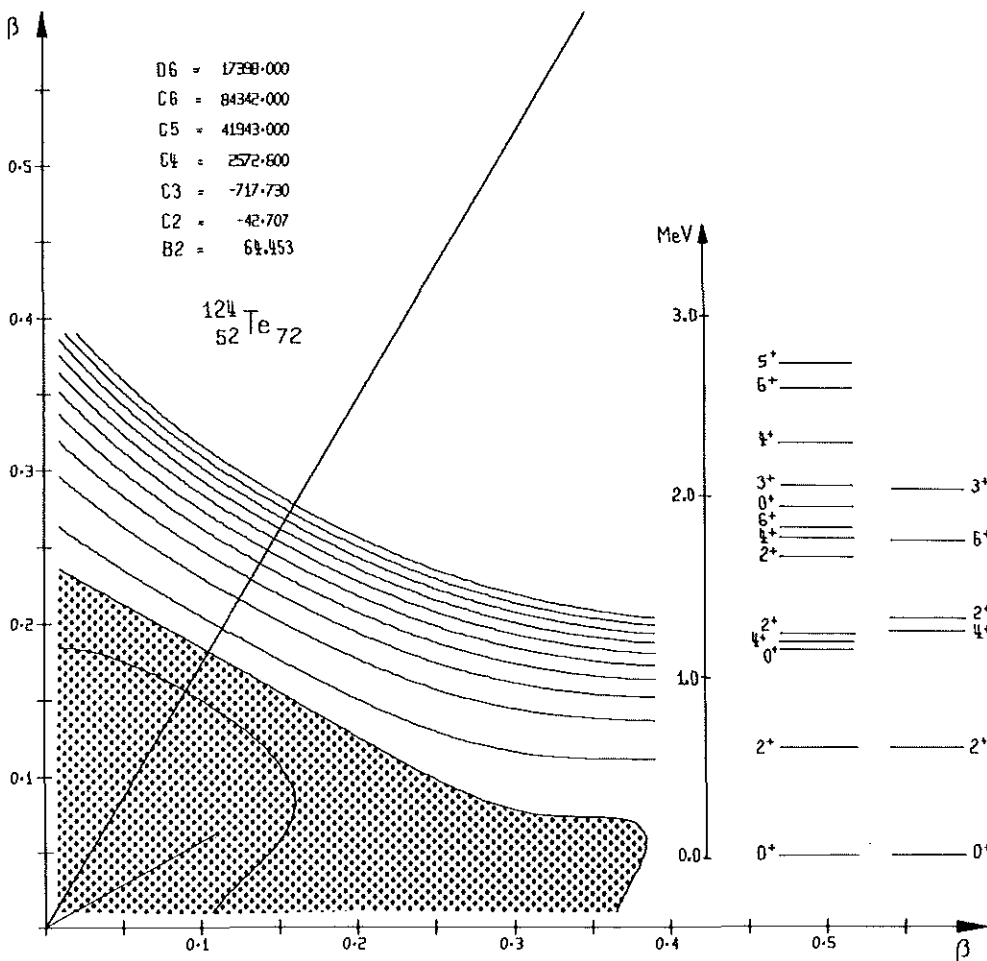 β
D6 = 17398.000
C6 = 84342.000
C5 = 41943.000
C4 = 2572.600
C3 = -717.730
C2 = -42.707
B2 = 64.453
124
52 Te 72
0.5
0.4
0.3
0.2
0.1
0.1 0.2 0.3 0.4 0.5
β
MeV
3.0
2.0
1.0
0.0
5+
6+
4+
3+
0+
6+
4+
2+
2+
4+
0+
2+
0+
3+
6+
2+
4+
2+
0+